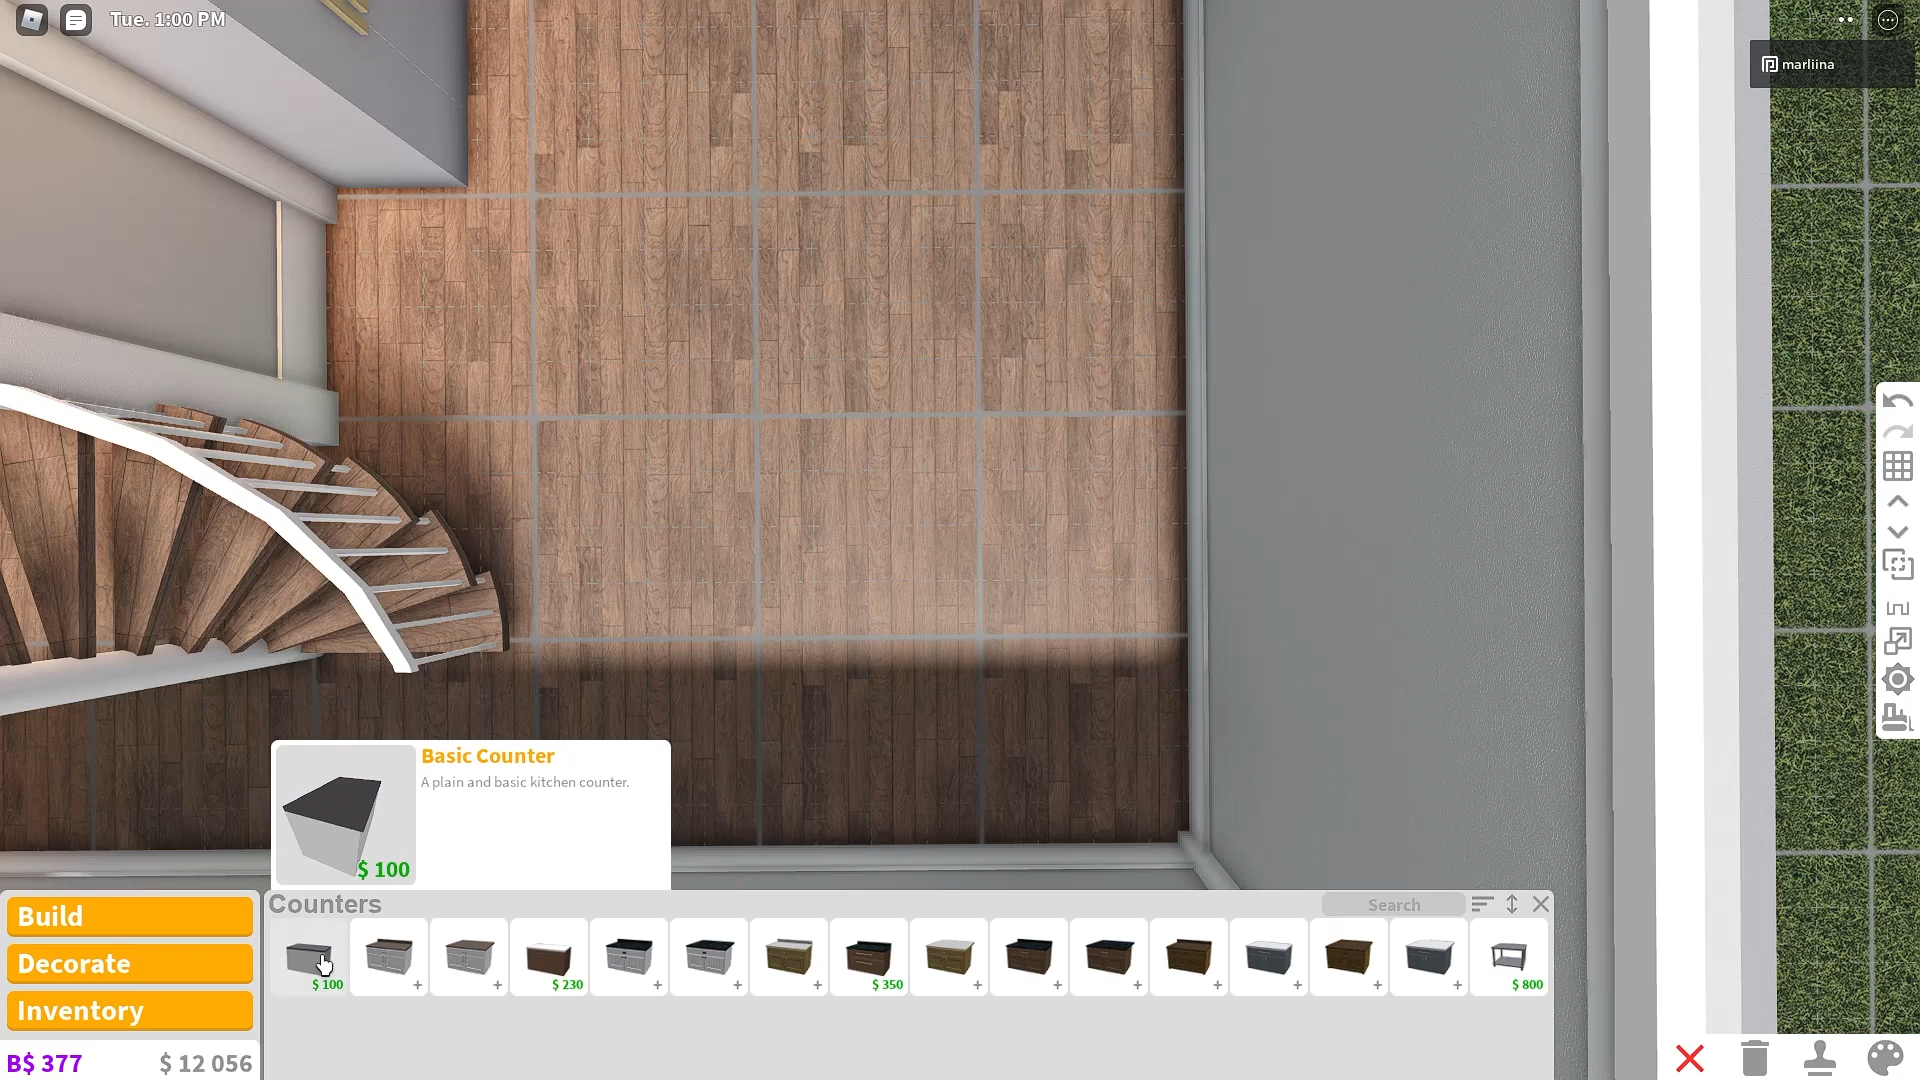 Tue. 1:00 PM
marliina
Basic Counter
A plain and basic kitchen counter.
$ 100
Counters
Search
Build
Decorate
Inventory
$ 100
+
+
$ 230
+
+
+
$ 350
+
+
+
+
+
+
+
$ 800
B$ 377
$ 12 056